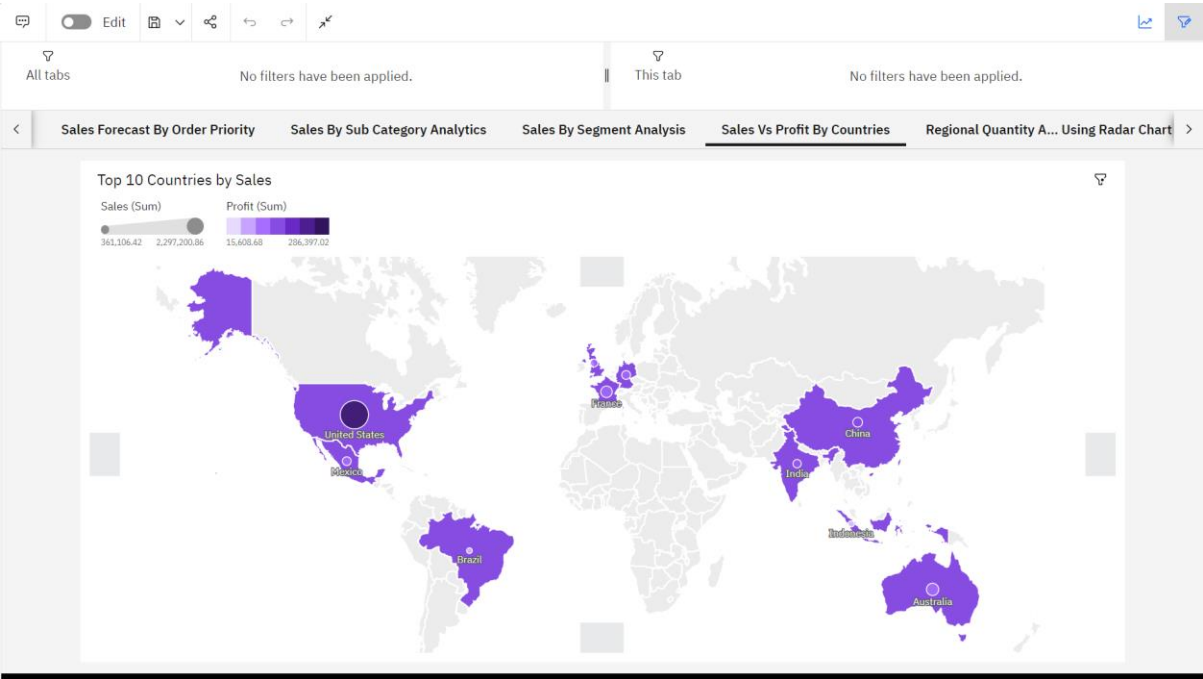 Edit
All tabs
No filters have been applied.
This tab
No filters have been applied.
Sales Forecast By Order Priority
Sales By Sub Category Analytics
Sales By Segment Analysis
Sales Vs Profit By Countries
Regional Quantity A... Using Radar Chart
Top 10 Countries by Sales
Sales (Sum)
Profit (Sum)
361,106.42
2,297,200.86
15,608.68
286,397.02
France
United States
China
Mexico
India
Indonesia
Brazil
Australia